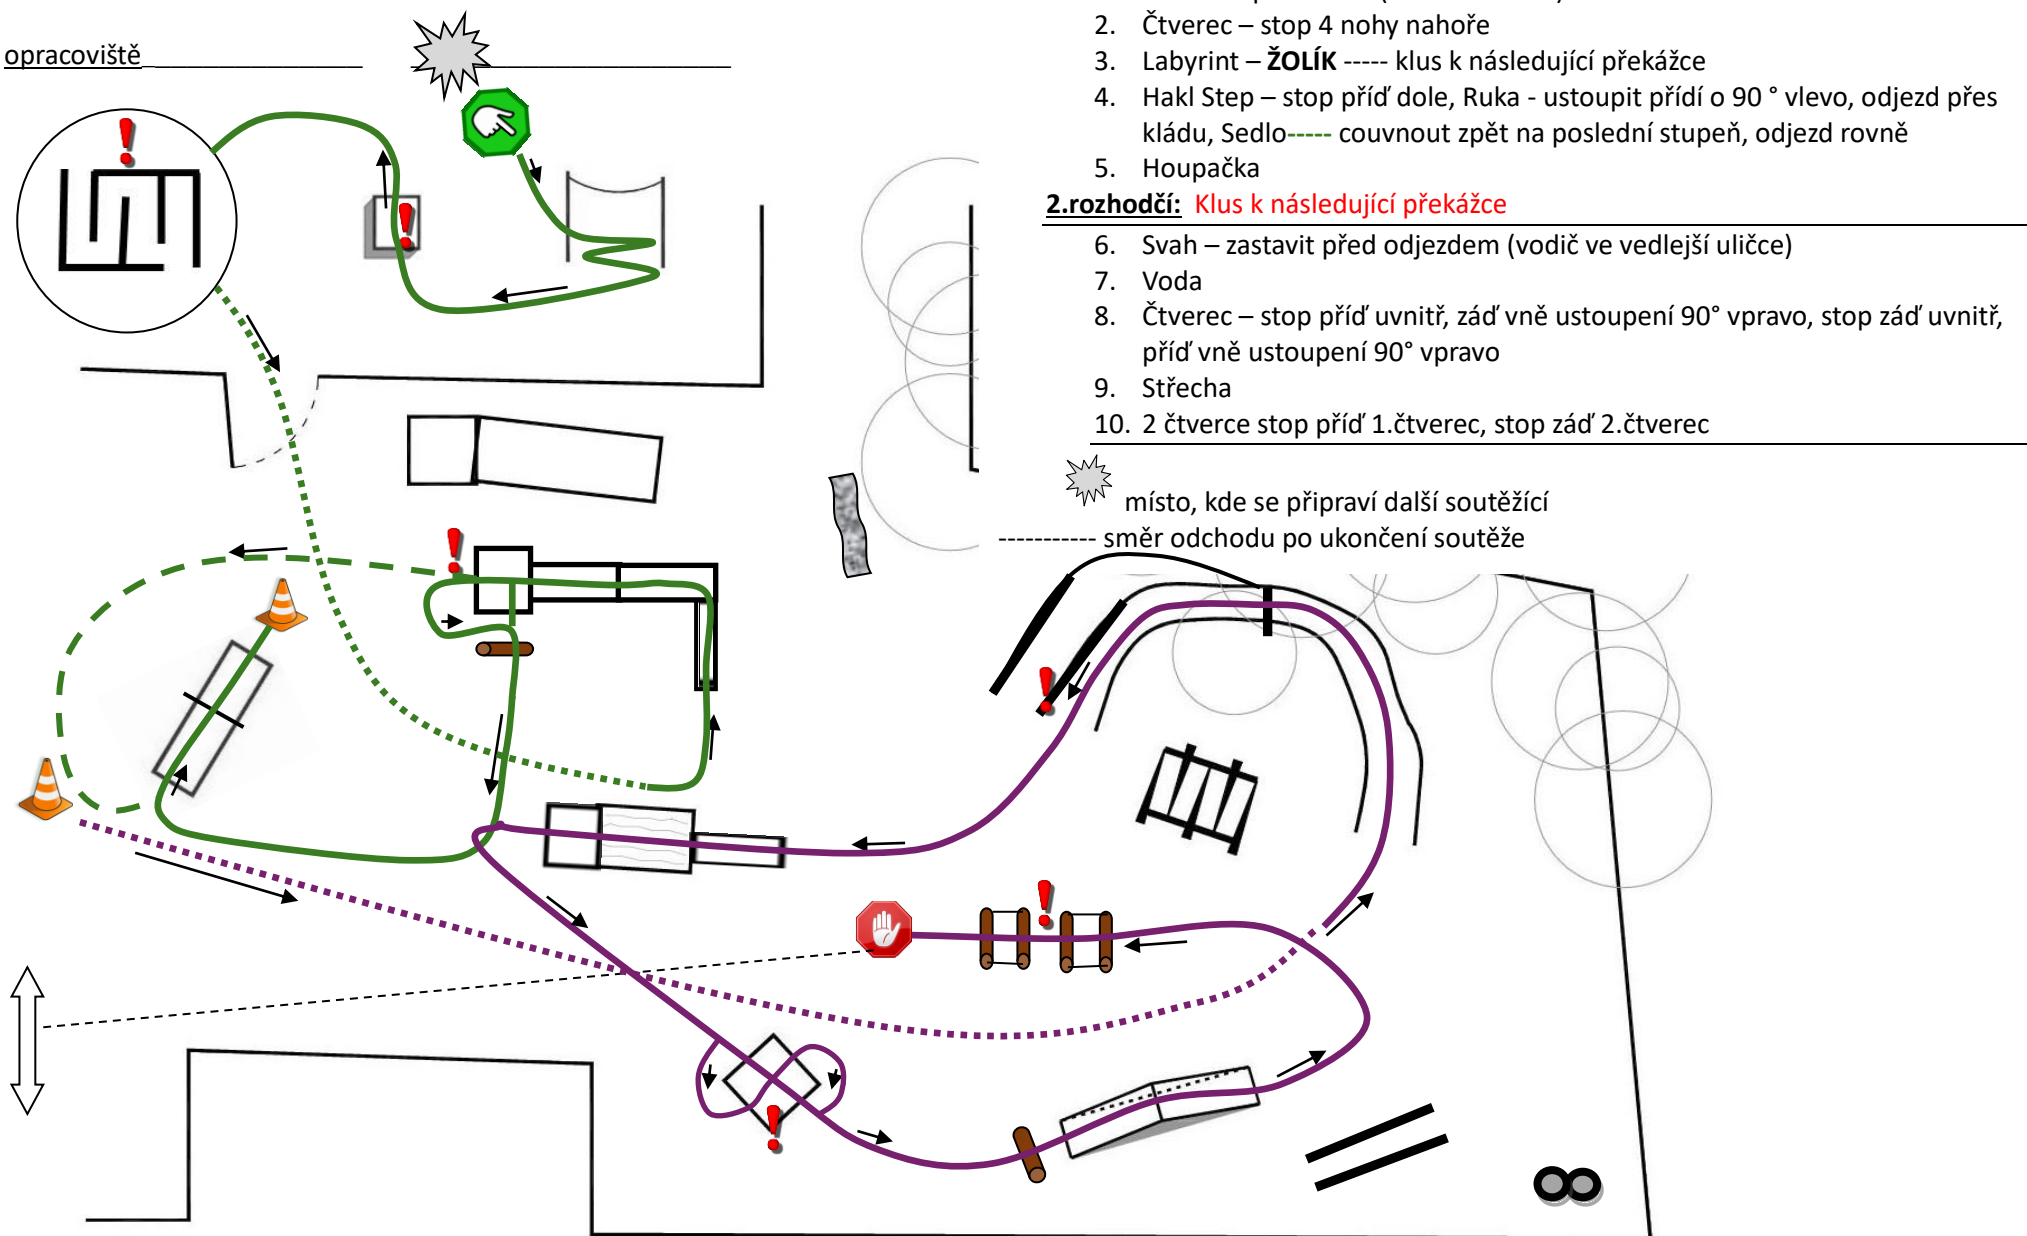 opracoviště
2. Čtverec – stop 4 nohy nahoře
3. Labyrint – ŽOLÍK ----- klus k následující překážce
4. Hakl Step – stop příď dole, Ruka - ustoupit přídí o 90 ° vlevo, odjezd přes
kládu, Sedlo----- couvnout zpět na poslední stupeň, odjezd rovně
5. Houpačka
2.rozhodčí: Klus k následující překážce
6. Svah – zastavit před odjezdem (vodič ve vedlejší uličce)
7. Voda
8. Čtverec – stop příď uvnitř, záď vně ustoupení 90° vpravo, stop záď uvnitř,
příď vně ustoupení 90° vpravo
9. Střecha
10. 2 čtverce stop příď 1.čtverec, stop záď 2.čtverec
místo, kde se připraví další soutěžící
----------- směr odchodu po ukončení soutěže